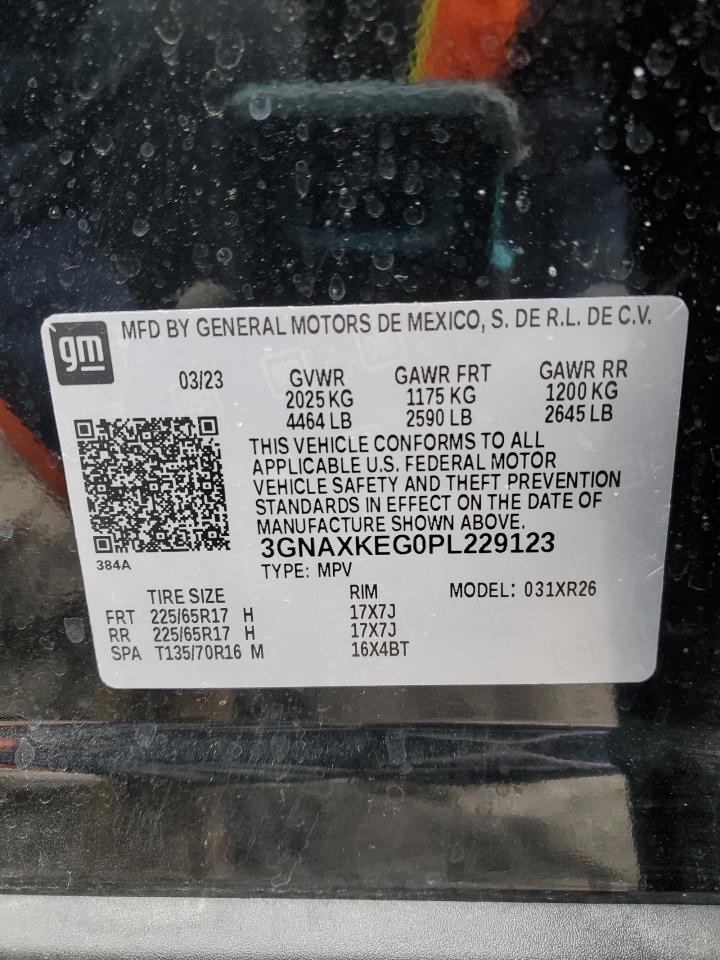 gm
MFD BY GENERAL MOTORS DE MEXICO, S. DE R.L. DE C.V.
03/23 GVWR GAWR FRT GAWR RR
2025 KG 1175 KG 1200 KG
4464 LB 2590 LB 2645 LB
THIS VEHICLE CONFORMS TO ALL
APPLICABLE U.S. FEDERAL MOTOR
VEHICLE SAFETY AND THEFT PREVENTION
STANDARDS IN EFFECT ON THE DATE OF
MANUFACTURE SHOWN ABOVE.
384A
3GNAXKEG0PL229123
TYPE: MPV
TIRE SIZE RIM MODEL: 031XR26
FRT 225/65R17 H 17X7J
RR 225/65R17 H 17X7J
SPA T135/70R16 M 16X4BT